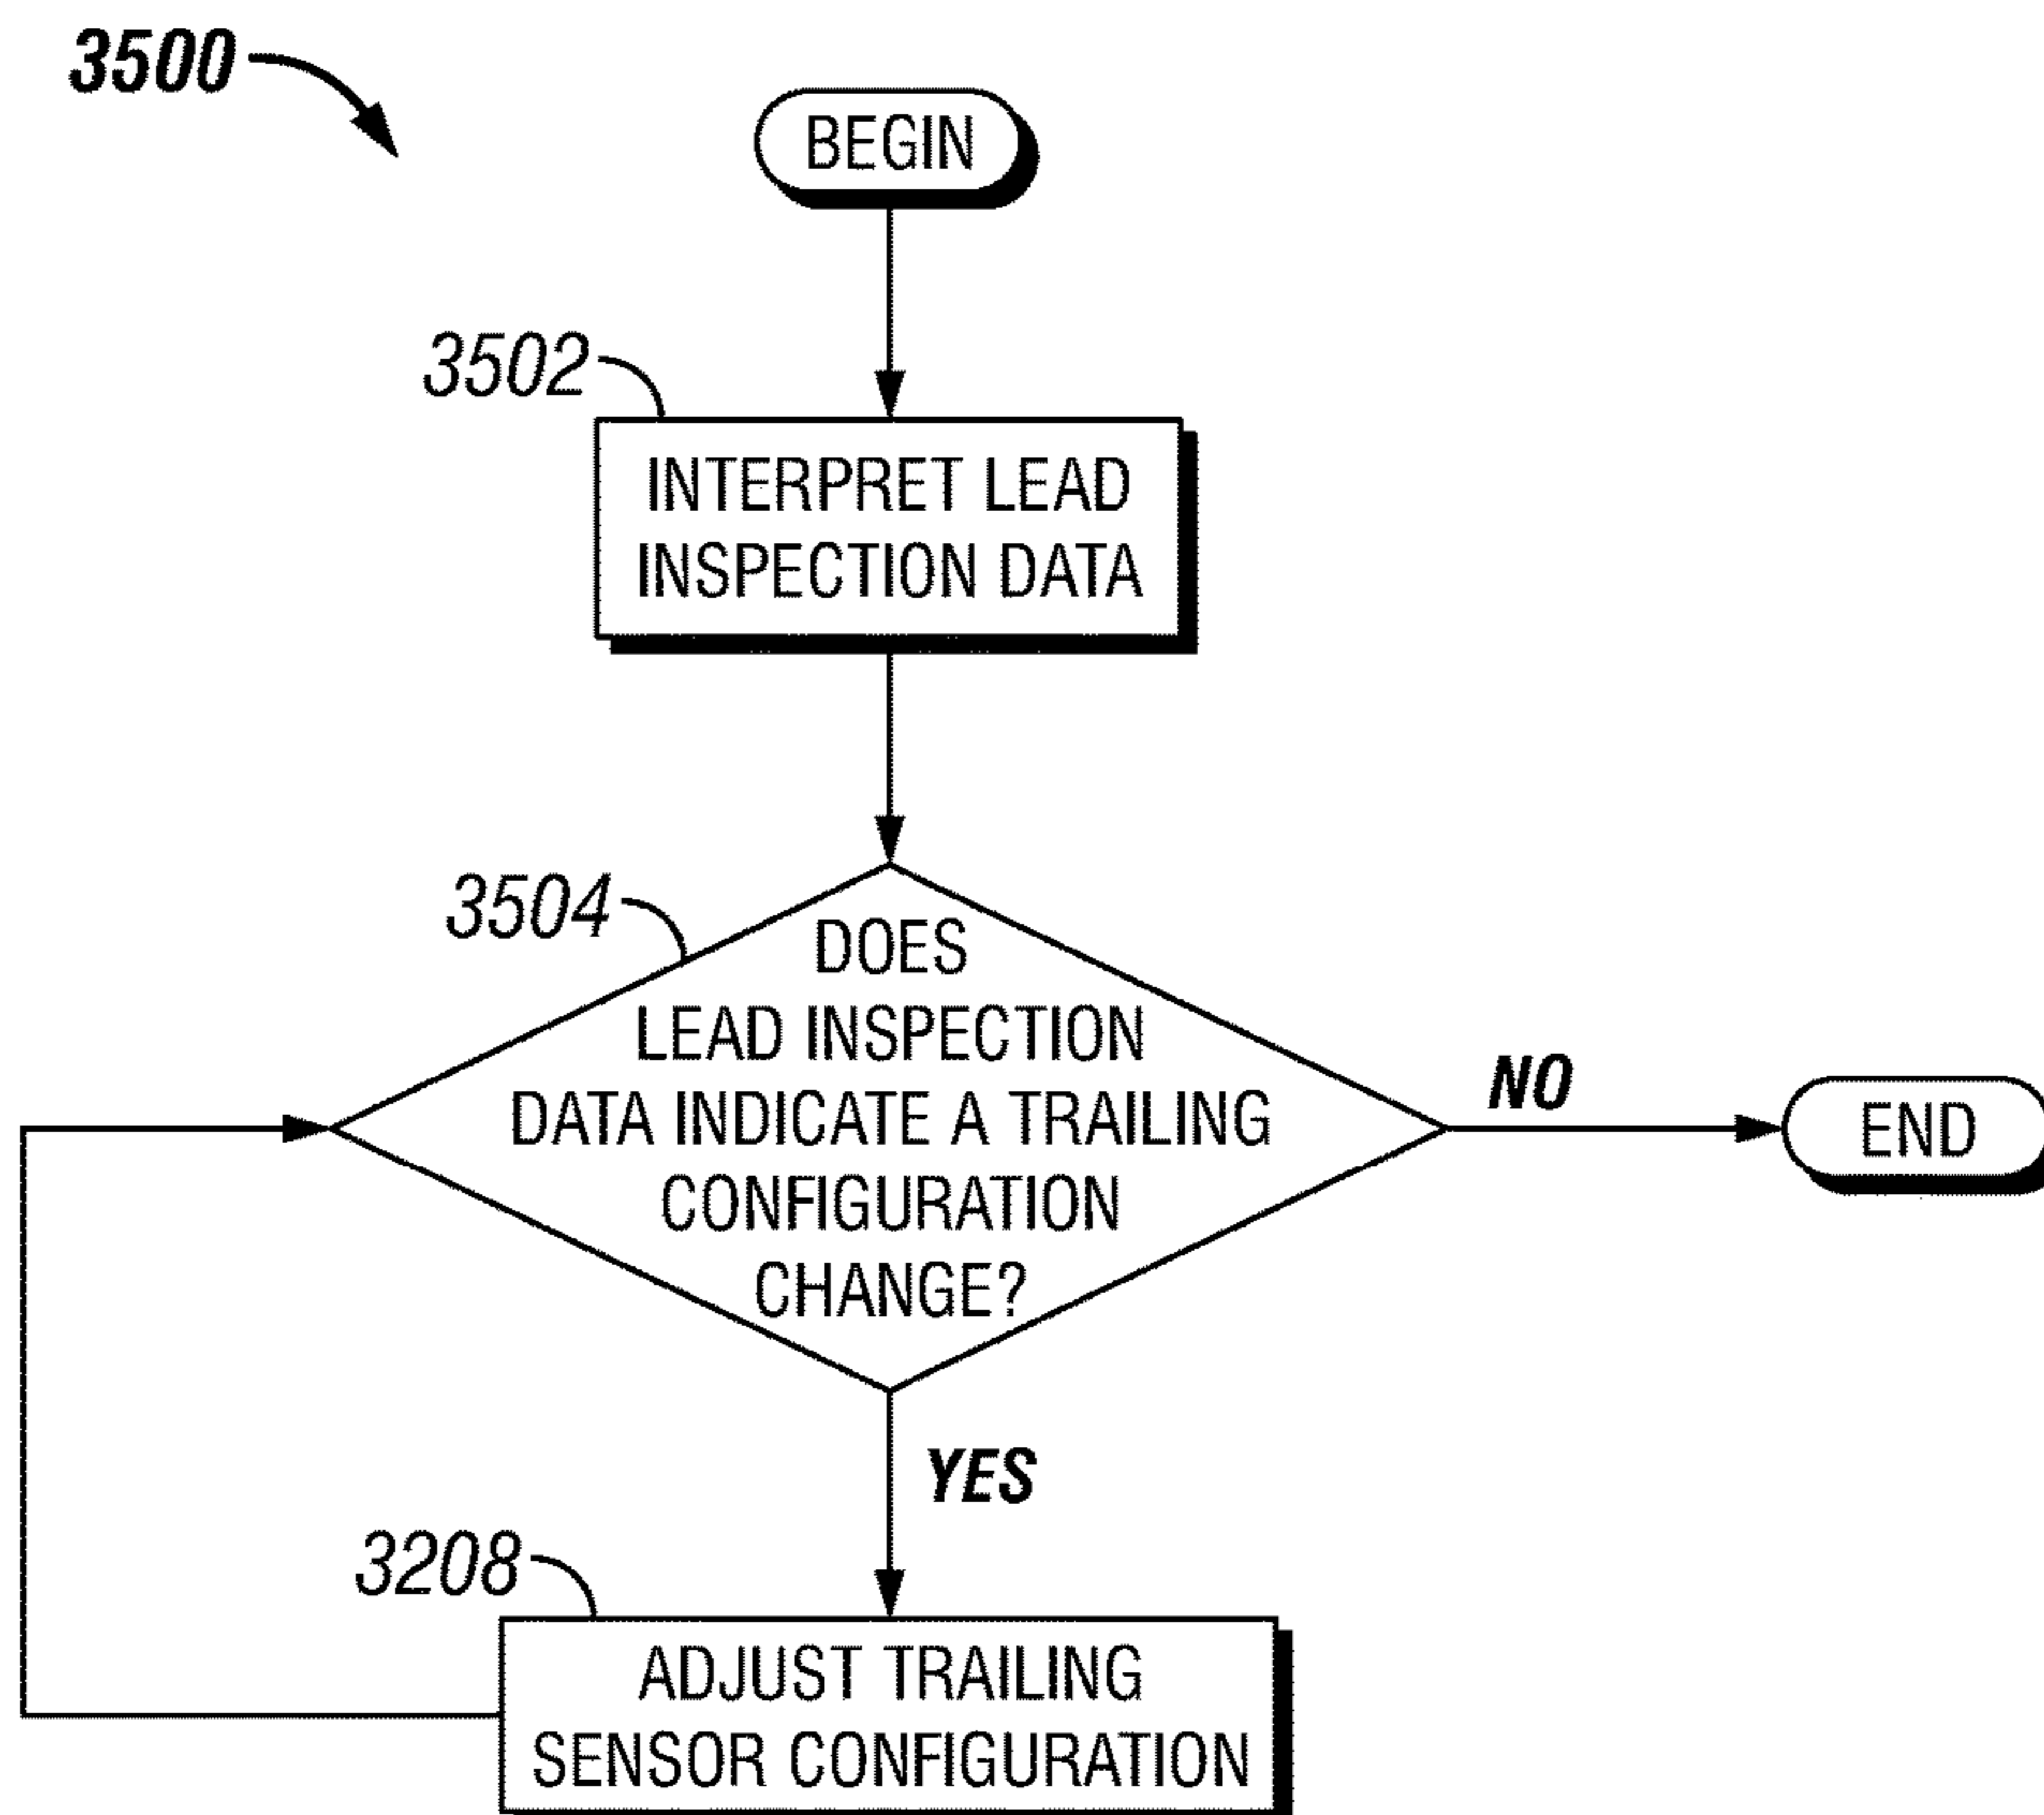 3500
BEGIN
3502
INTERPRET LEAD
INSPECTION DATA
3504
DOES
LEAD INSPECTION
DATA INDICATE A TRAILING
CONFIGURATION
CHANGE?
NO
END
YES
3208
ADJUST TRAILING
SENSOR CONFIGURATION